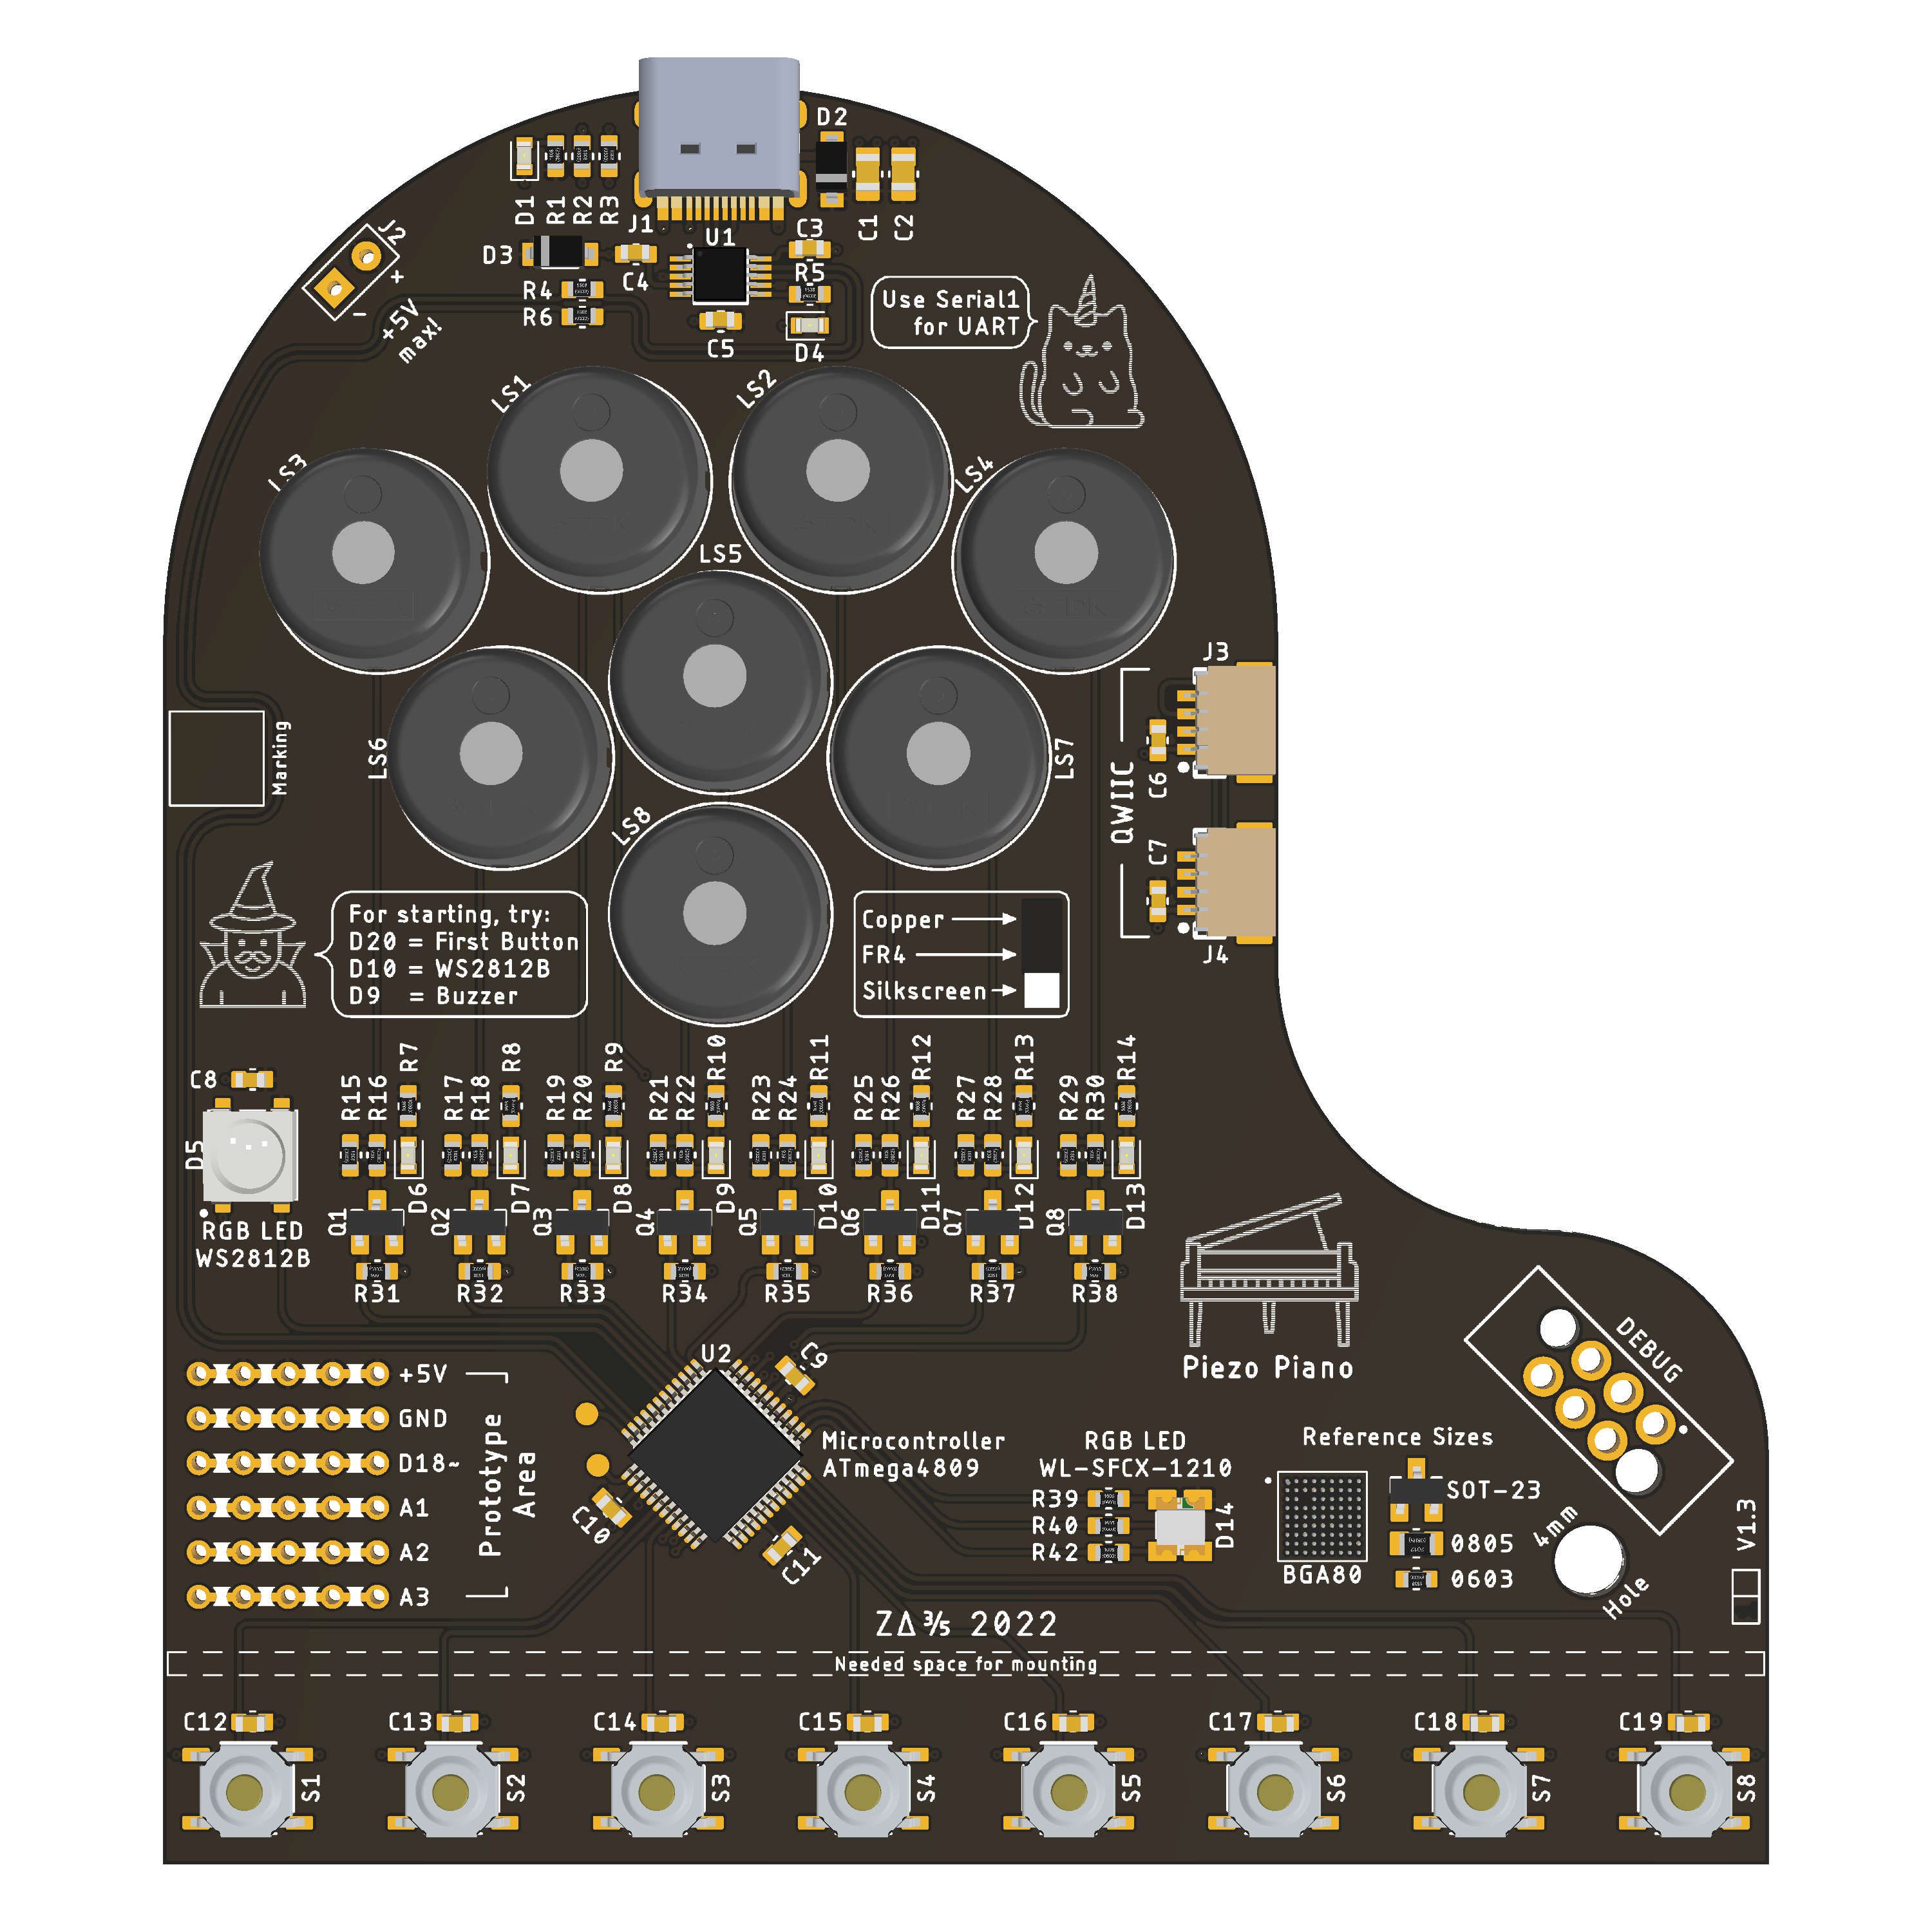 D2
D1 R1 R2 R3
J1
C1 C2
J2
+
-
+5V
max!
D3
U1
C3
C4
R5
R4
R6
C5
D4
Use Serial1
for UART
LS1
LS2
LS3
LS4
LS5
LS6
LS7
LS8
TDK
J3
C6
QWIIC
C7
J4
Marking
For starting, try:
D20 = First Button
D10 = WS2812B
D9 = Buzzer
Copper
FR4
Silkscreen
C8
R15 R16 R7
R17 R18 R8
R19 R20 R9
R21 R22 R10
R23 R24 R11
R25 R26 R12
R27 R28 R13
R29 R30 R14
D5
RGB LED
WS2812B
Q1 D6
Q2 D7
Q3 D8
Q4 D9
Q5 D10
Q6 D11
Q7 D12
Q8 D13
R31 R32 R33 R34 R35 R36 R37 R38
Piezo Piano
DEBUG
U2
C9
C10
C11
Microcontroller
ATmega4809
+5V
GND
D18~
A1
A2
A3
Prototype
Area
RGB LED
WL-SFCX-1210
R39
R40
R42
D14
Reference Sizes
BGA80
SOT-23
0805
0603
4mm
Hole
V1.3
Z∆⅗ 2022
Needed space for mounting
C12 C13 C14 C15 C16 C17 C18 C19
S1 S2 S3 S4 S5 S6 S7 S8